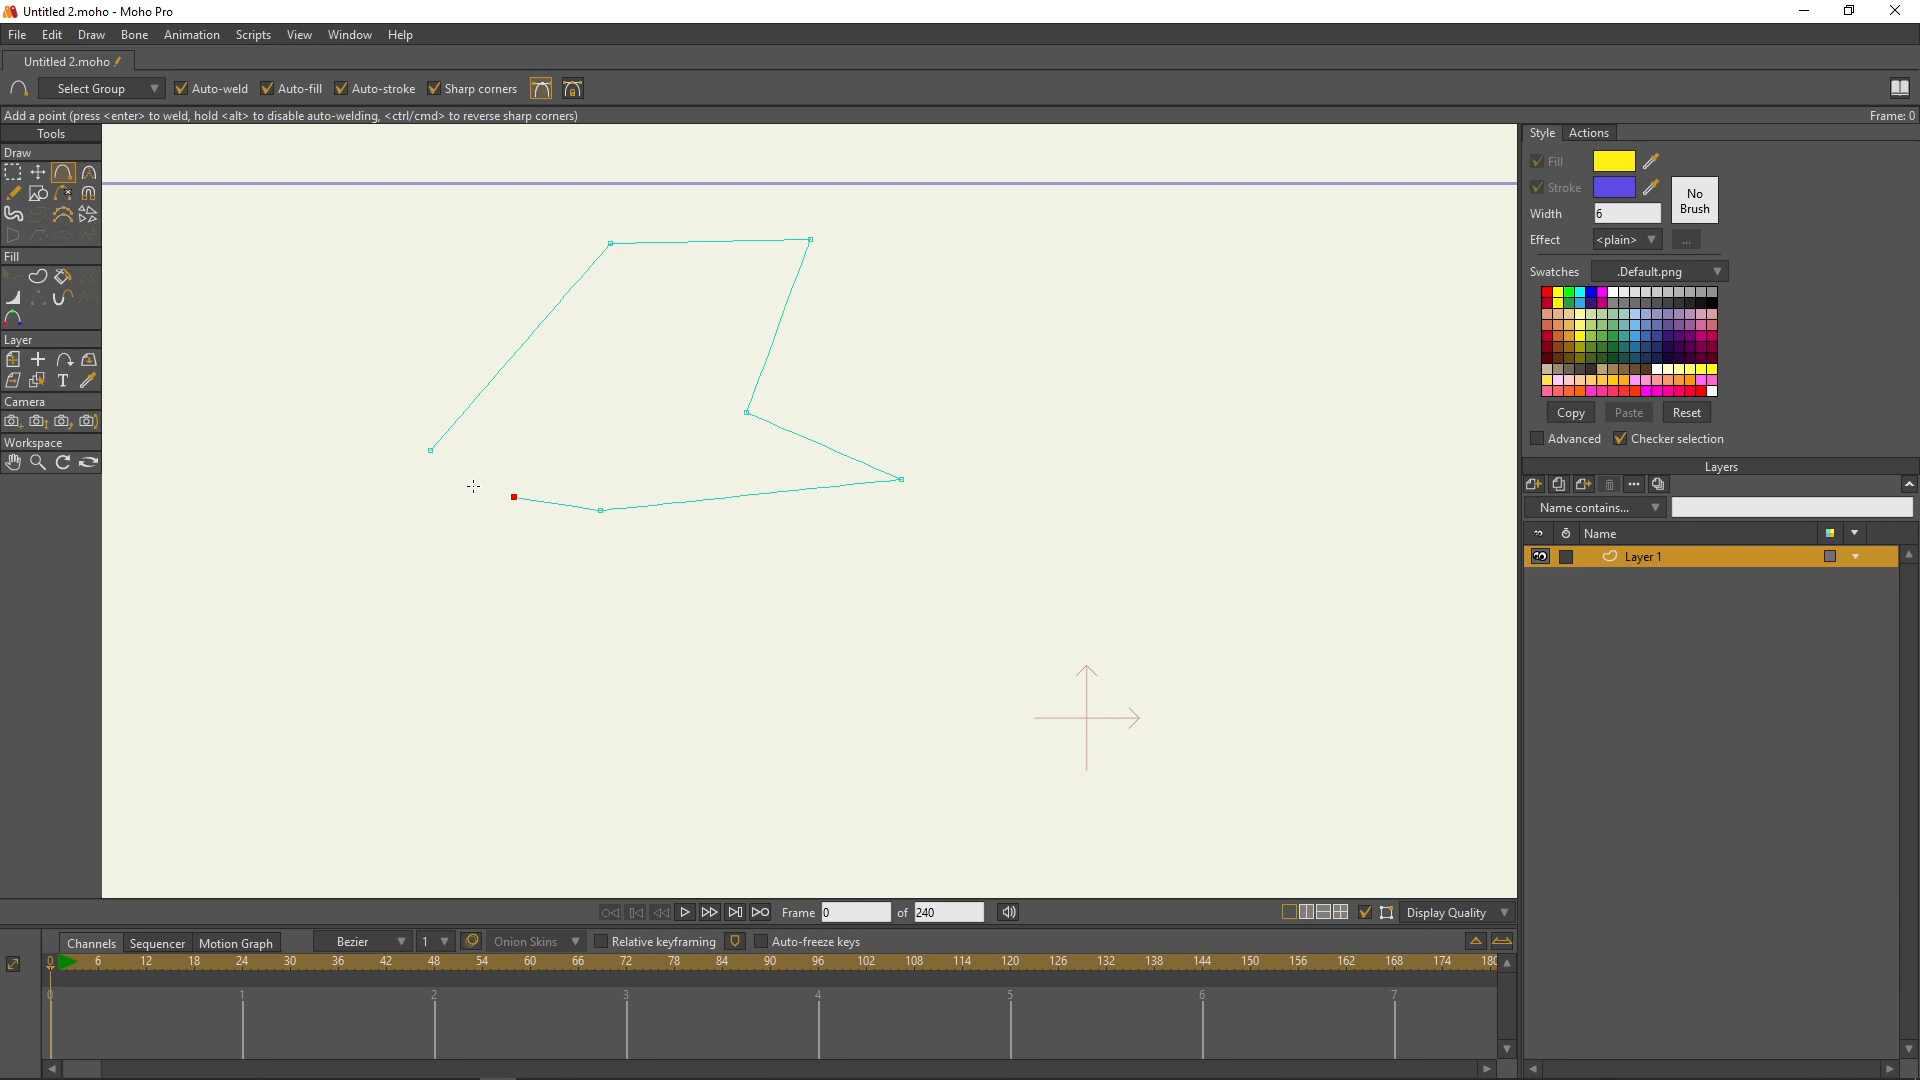 Untitled 2.moho - Moho Pro
File Edit Draw Bone Animation Scripts View Window Help
Untitled 2.moho
Select Group Auto-weld Auto-fill Auto-stroke Sharp corners
Add a point (press <enter> to weld, hold <alt> to disable auto-welding, <ctrl/cmd> to reverse sharp corners) Frame: 0
Tools
Draw
Fill
Layer
T
Camera
Workspace
Style Actions
Fill
Stroke
No
Brush
Width 6
Effect <plain> ...
Swatches .Default.png
Copy Paste Reset
Advanced Checker selection
Layers
Name contains...
Name
Layer 1
Frame 0 of 240 Display Quality
Channels Sequencer Motion Graph Bezier 1 Onion Skins Relative keyframing Auto-freeze keys
0 6 12 18 24 30 36 42 48 54 60 66 72 78 84 90 96 102 108 114 120 126 132 138 144 150 156 162 168 174 180
0 1 2 3 4 5 6 7